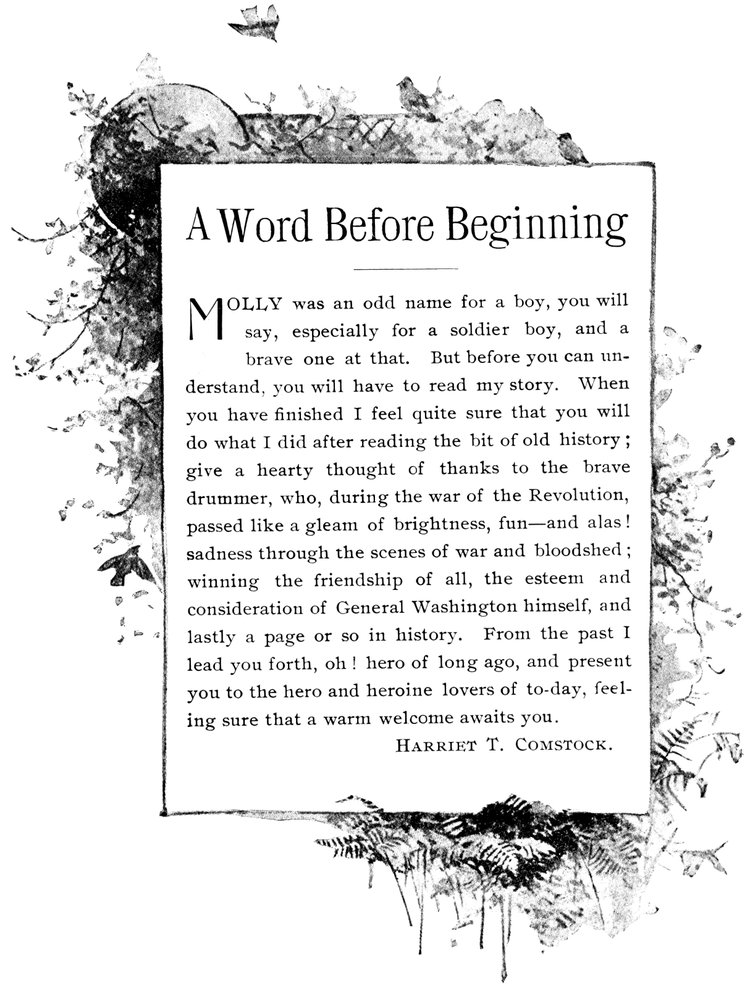 A Word Before Beginning
MOLLY was an odd name for a boy, you will
say, especially for a soldier boy, and a
brave one at that. But before you can un-
derstand, you will have to read my story. When
you have finished I feel quite sure that you will
do what I did after reading the bit of old history;
give a hearty thought of thanks to the brave
drummer, who, during the war of the Revolution,
passed like a gleam of brightness, fun—and alas!
sadness through the scenes of war and bloodshed;
winning the friendship of all, the esteem and
consideration of General Washington himself, and
lastly a page or so in history. From the past I
lead you forth, oh! hero of long ago, and present
you to the hero and heroine lovers of to-day, feel-
ing sure that a warm welcome awaits you.
HARRIET T. COMSTOCK.